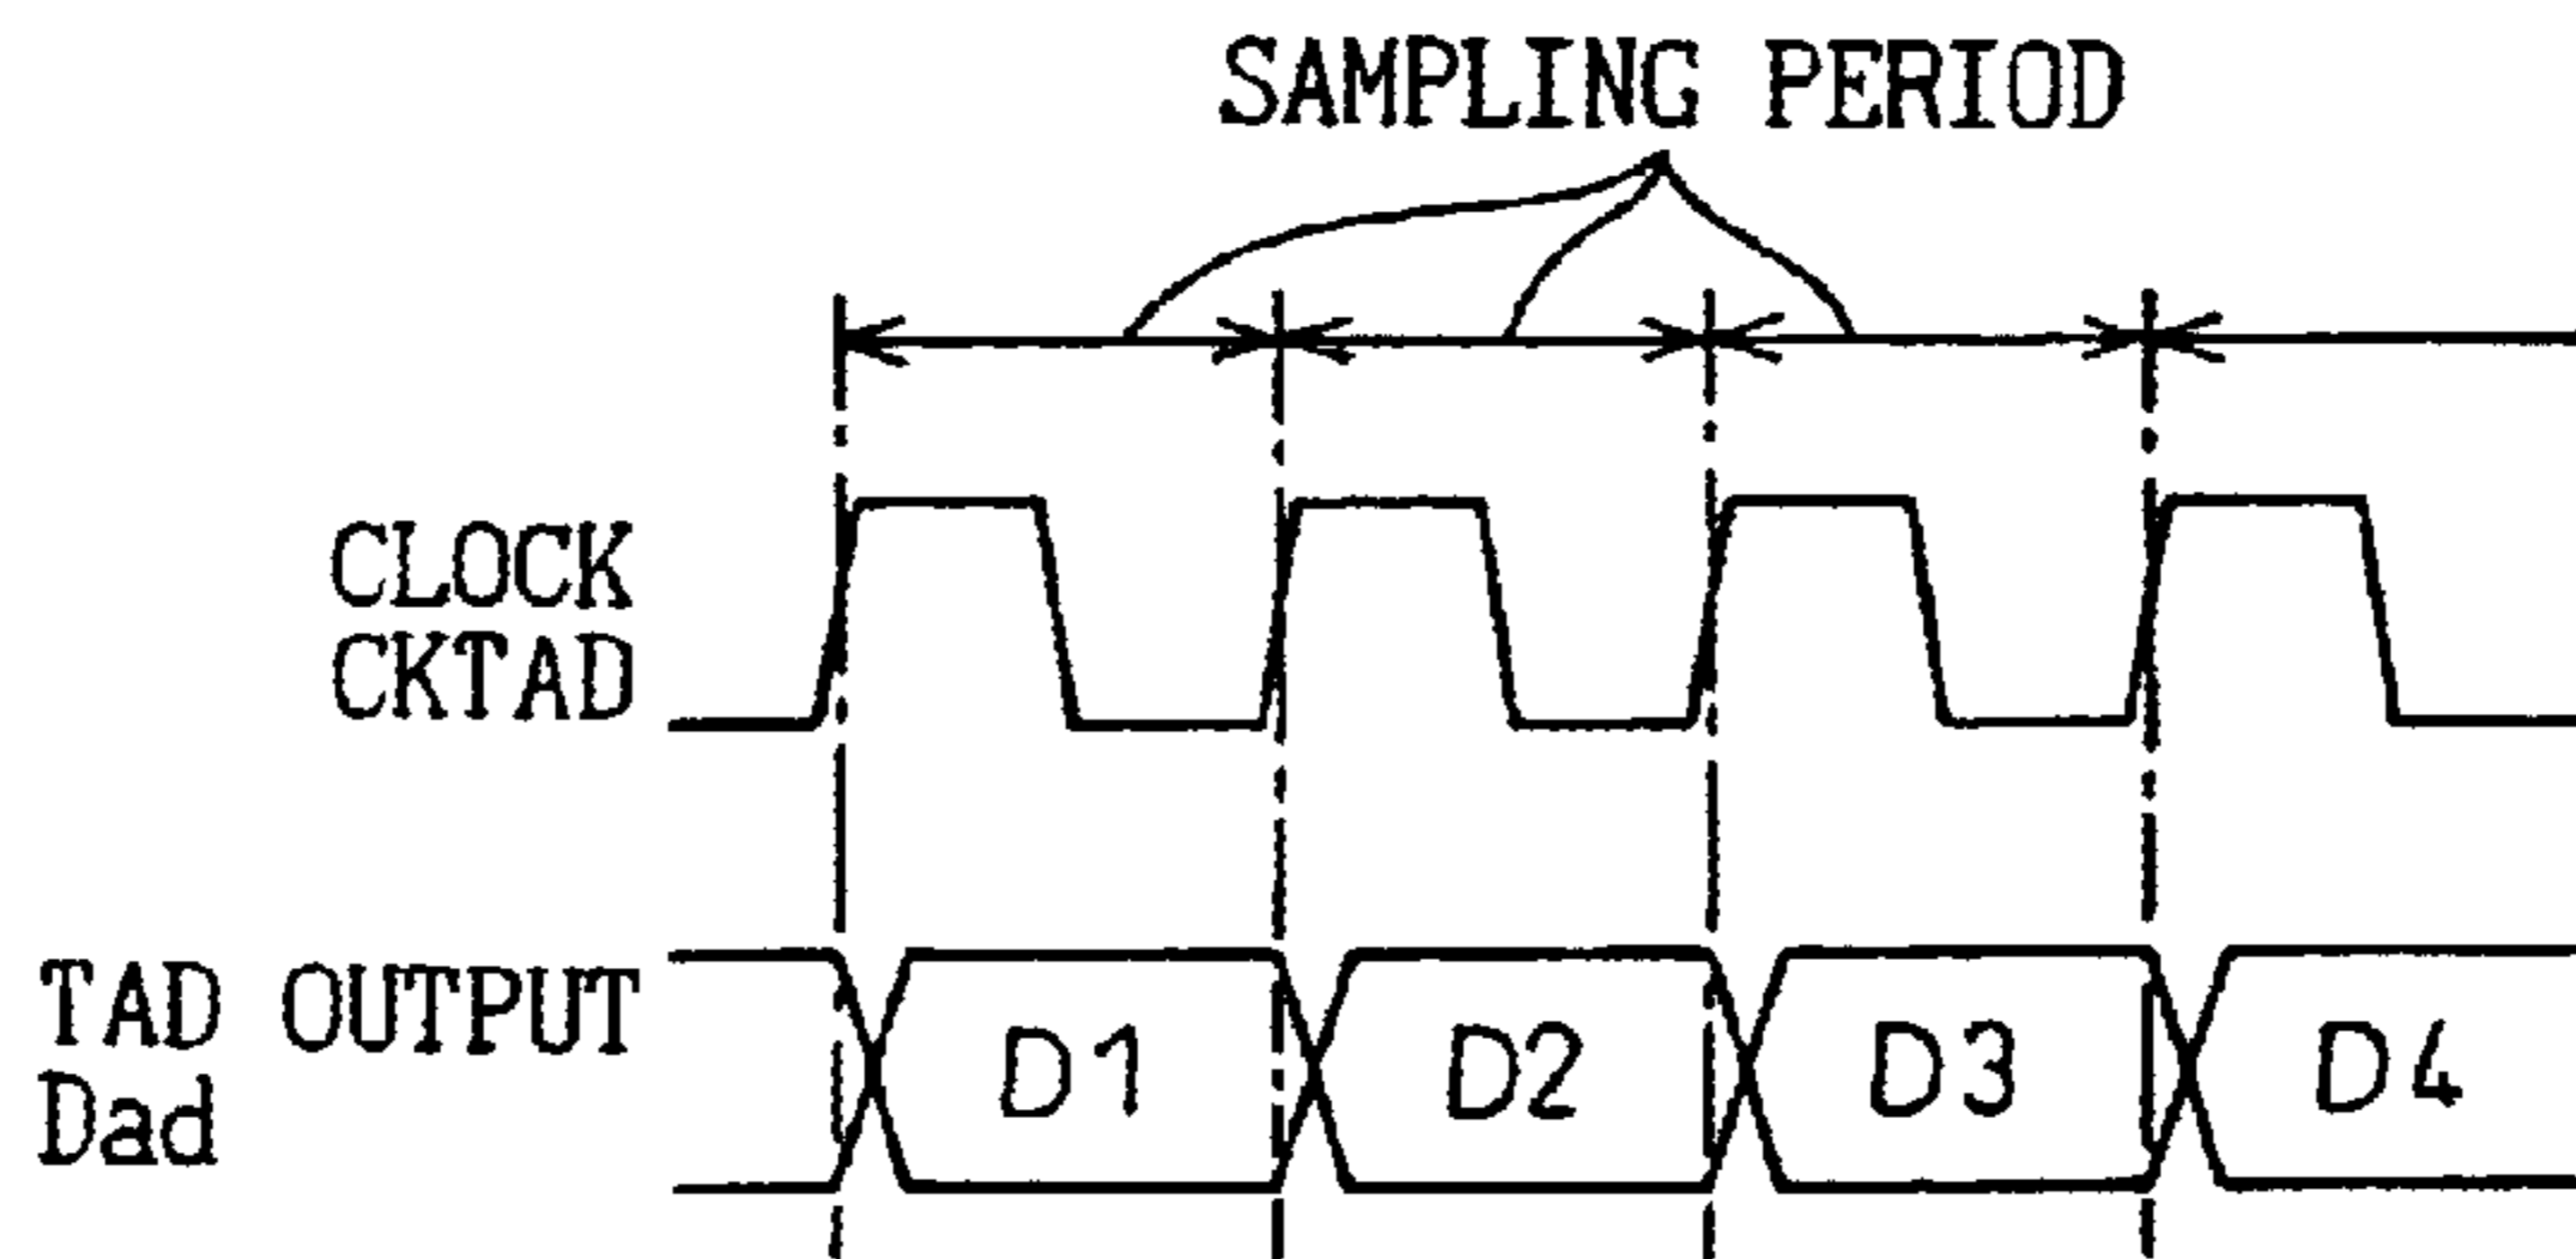 SAMPLING PERIOD
CLOCK
CKTAD
TAD OUTPUT
Dad
D1
D2
D3
D4